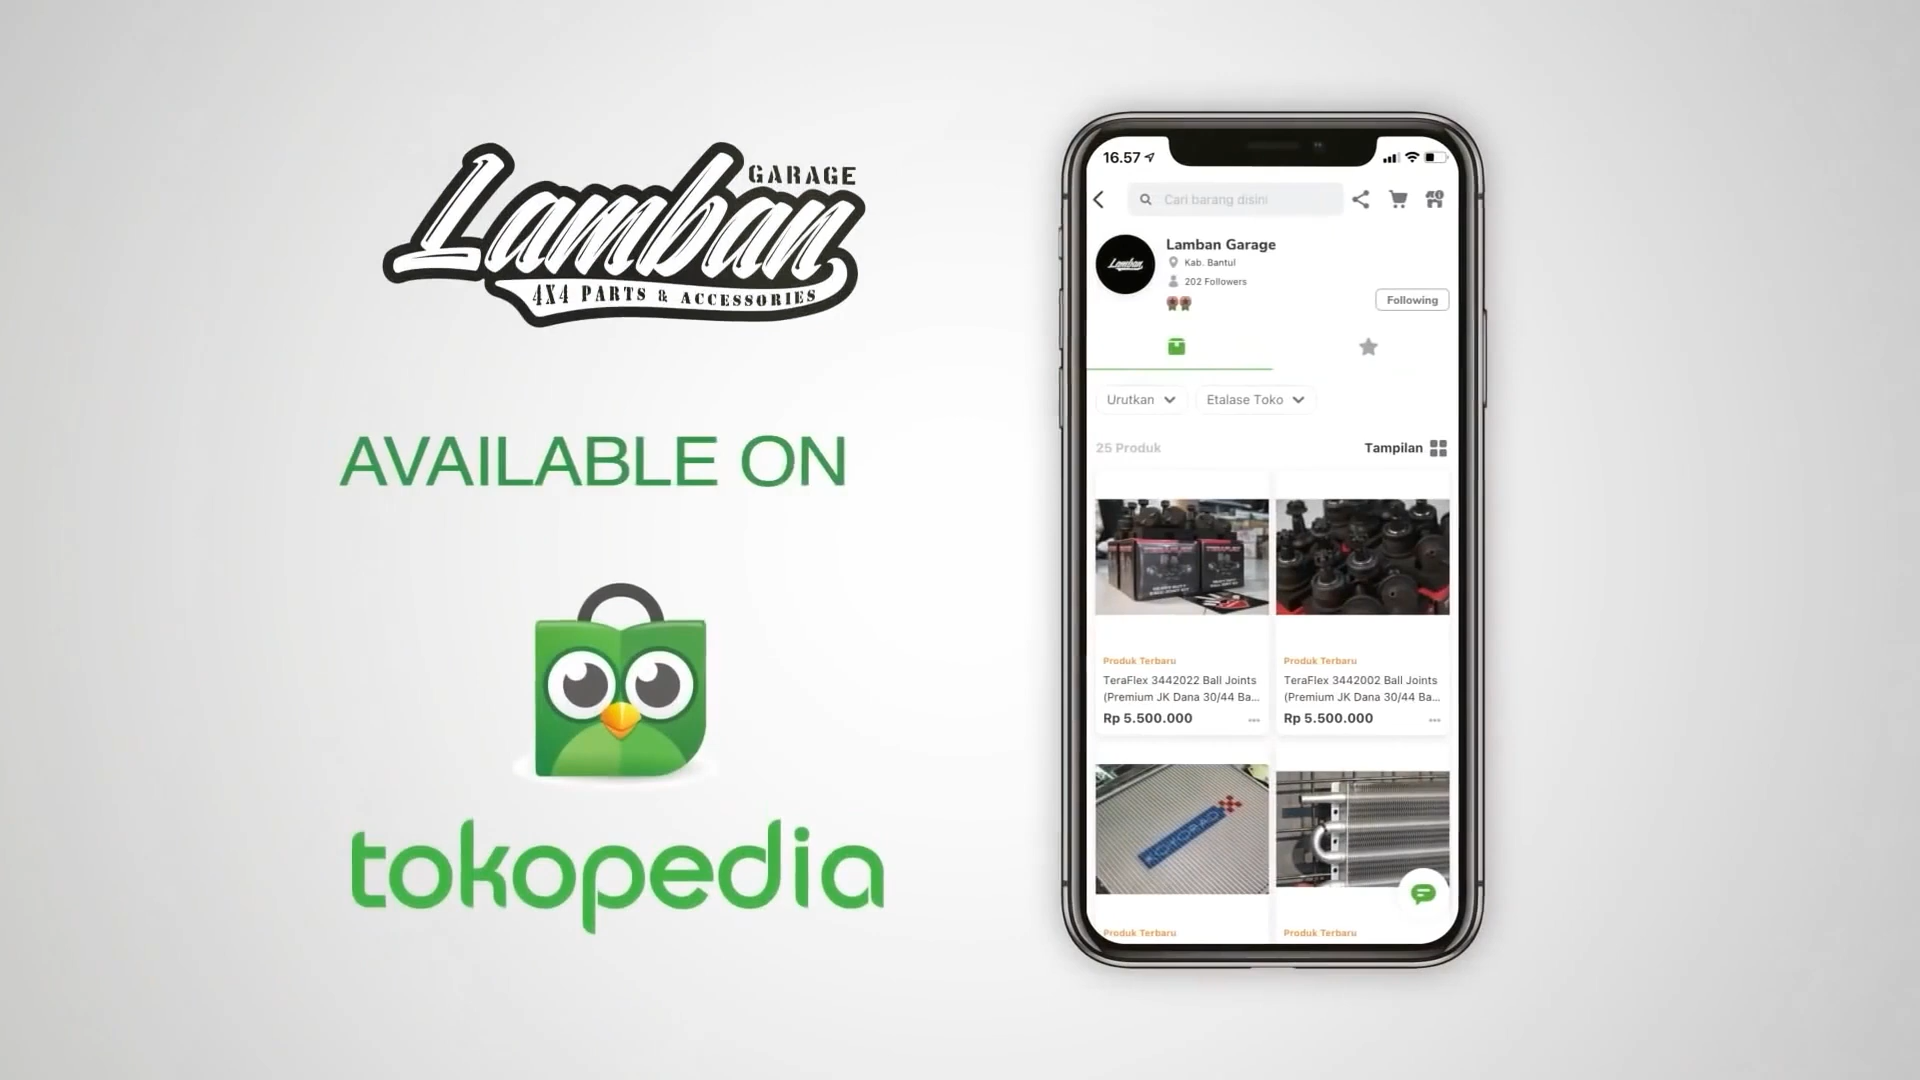 GARAGE
Lamban
4X4 PARTS & ACCESSORIES
AVAILABLE ON
tokopedia
16.57
Cari barang disini
Lamban
Lamban Garage
Kab. Bantul
202 Followers
Following
Urutkan
Etalase Toko
25 Produk
Tampilan
Produk Terbaru
TeraFlex 3442022 Ball Joints
(Premium JK Dana 30/44 Ba...
Rp 5.500.000
Produk Terbaru
TeraFlex 3442002 Ball Joints
(Premium JK Dana 30/44 Ba...
Rp 5.500.000
KOYORAD
Produk Terbaru
Produk Terbaru